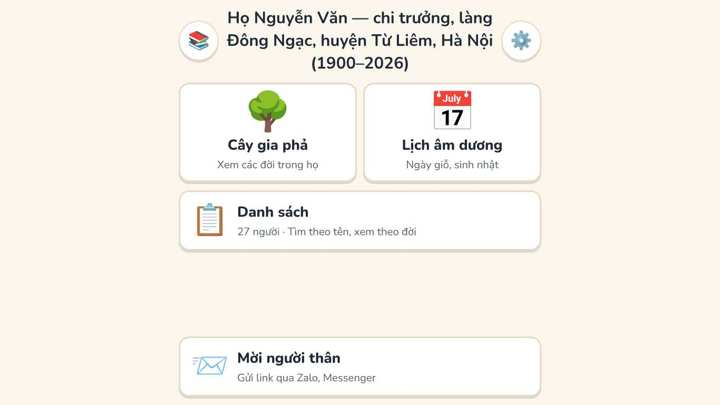 Họ Nguyễn Văn — chi trưởng, làng
Đông Ngạc, huyện Từ Liêm, Hà Nội
(1900–2026)
July
17
Cây gia phả
Xem các đời trong họ
Lịch âm dương
Ngày giỗ, sinh nhật
Danh sách
27 người · Tìm theo tên, xem theo đời
Mời người thân
Gửi link qua Zalo, Messenger